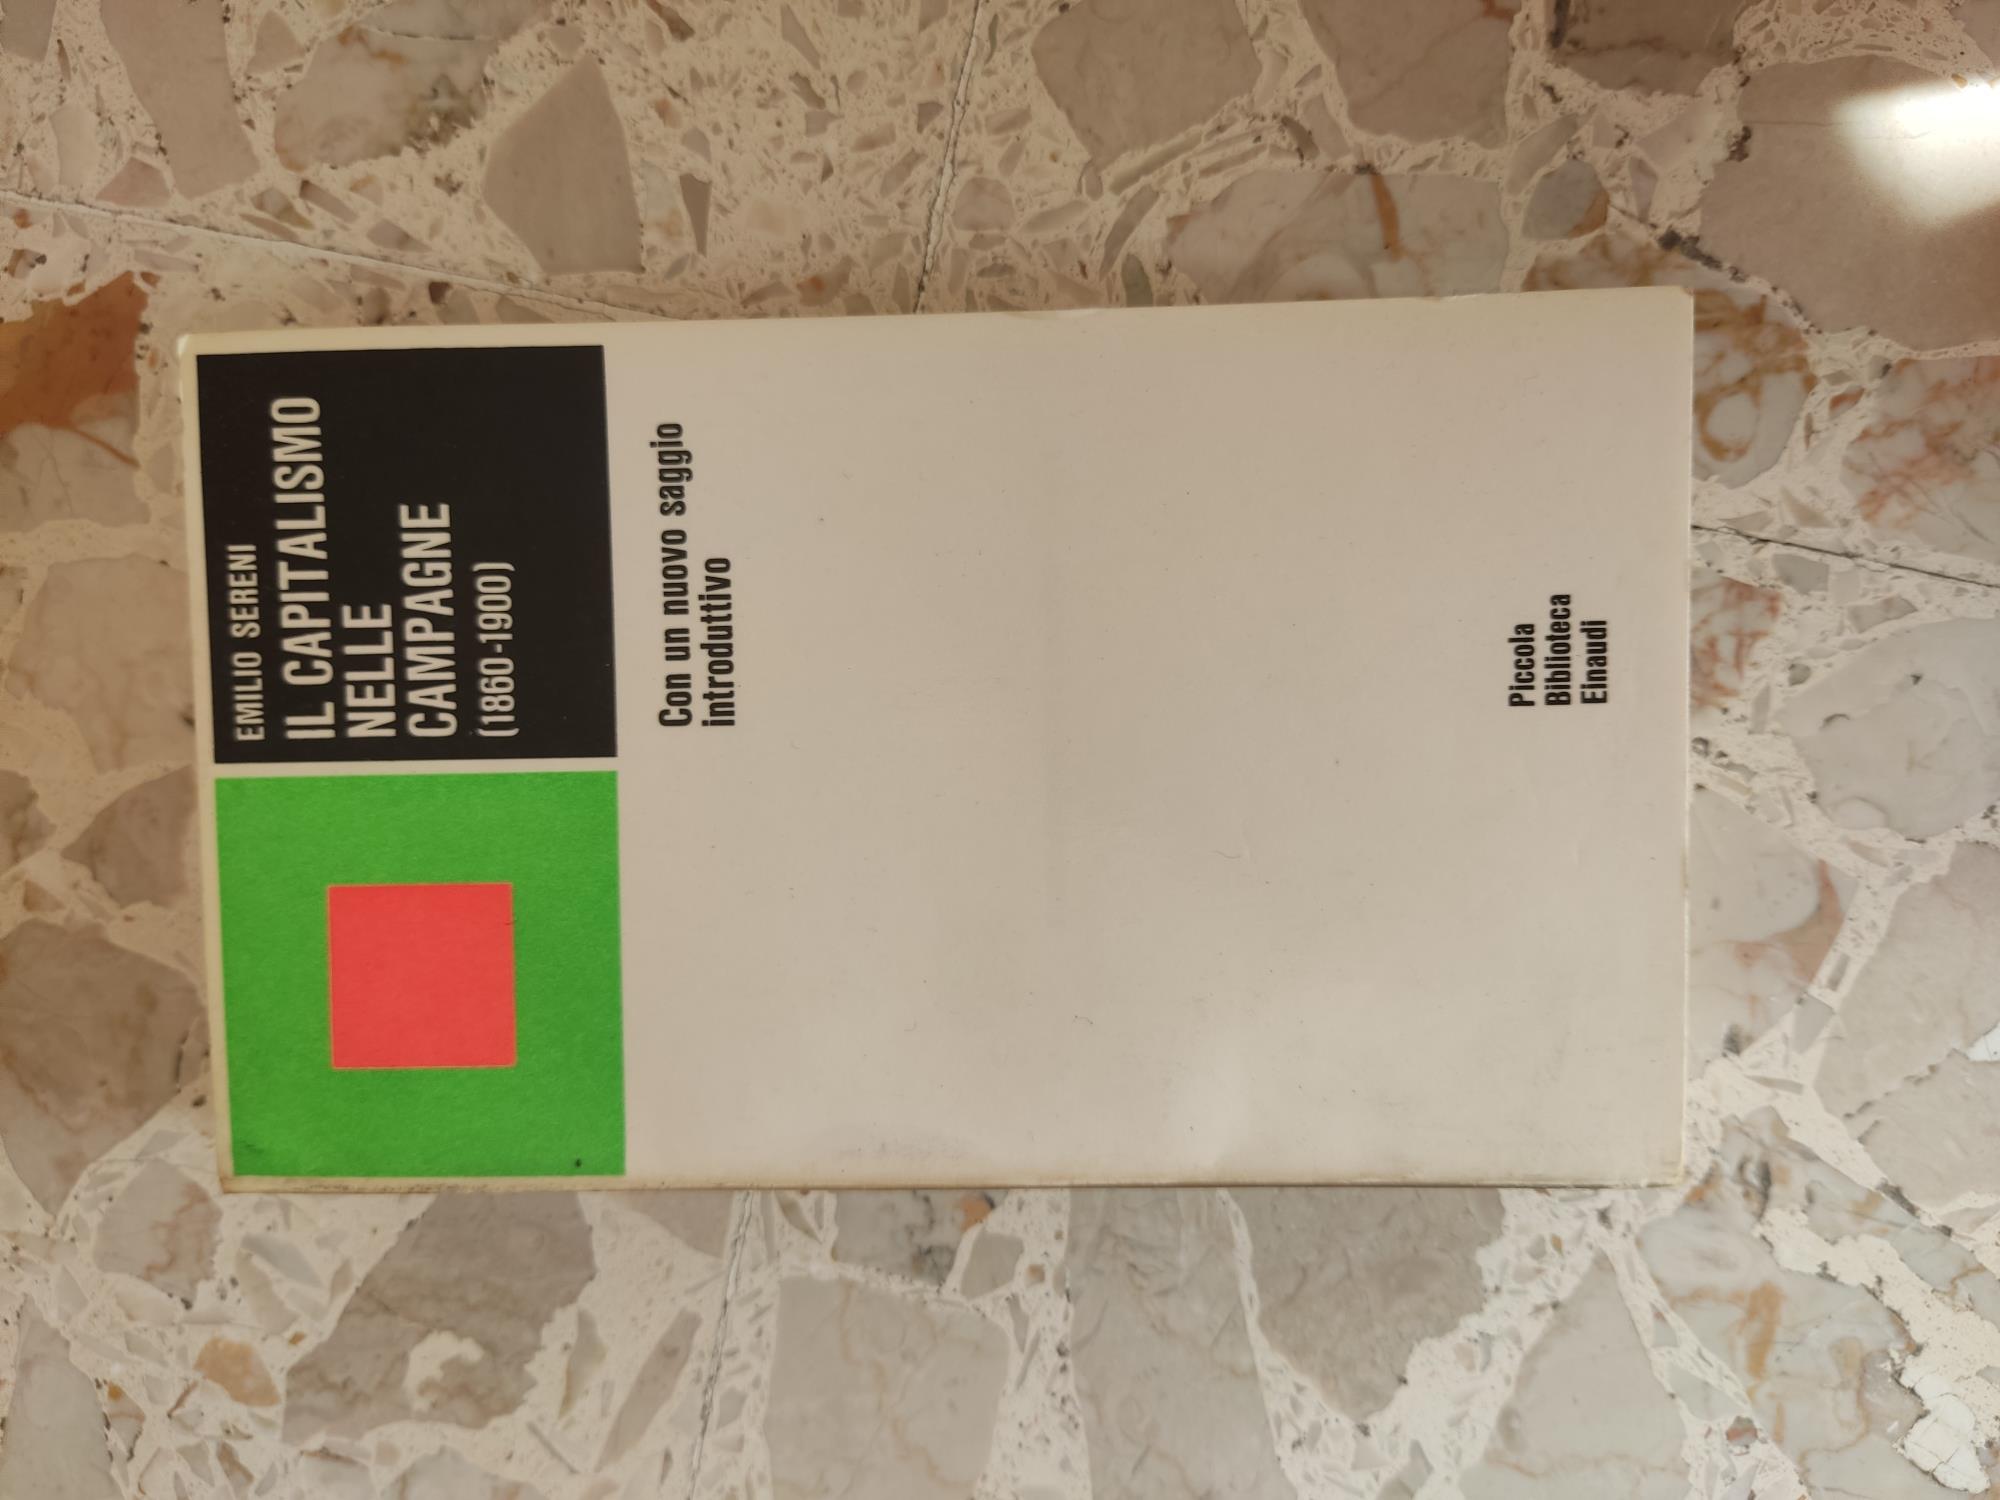 EMILIO SERENI
IL CAPITALISMO
NELLE
CAMPAGNE
(1860-1900)
Con un nuovo saggio
introduttivo
Piccola
Biblioteca
Einaudi